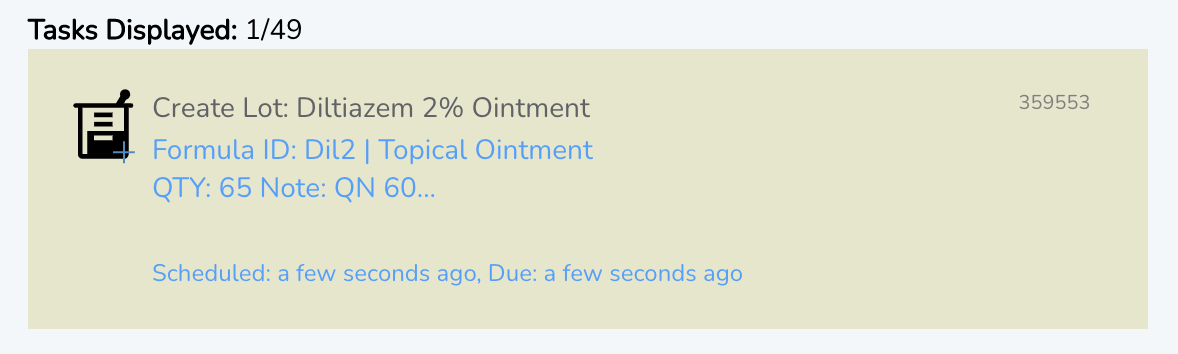 Tasks Displayed: 1/49
Create Lot: Diltiazem 2% Ointment
359553
Formula ID: Dil2 | Topical Ointment
QTY: 65 Note: QN 60...
Scheduled: a few seconds ago, Due: a few seconds ago